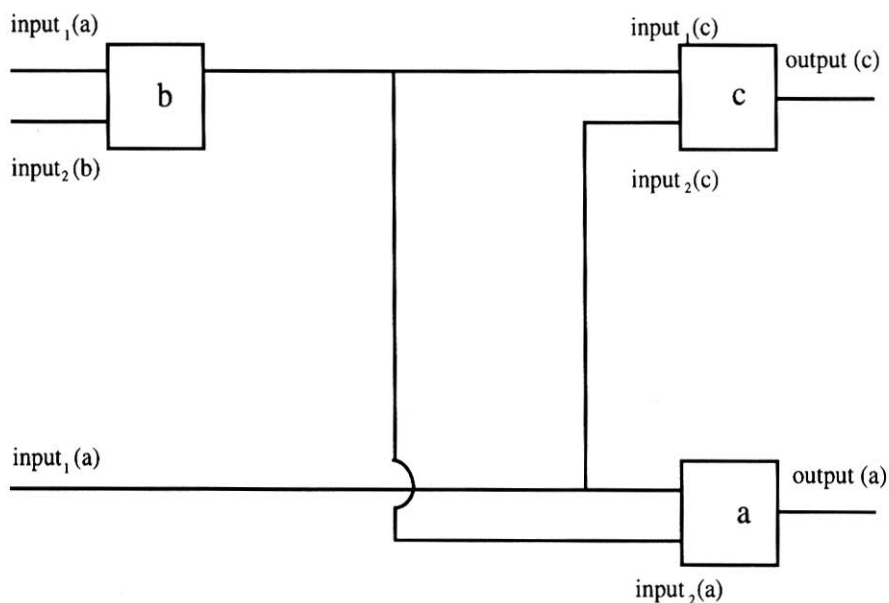 input₁(a)
b
input₂(b)
input₁(c)
c
output (c)
input₂(c)
input₁(a)
a
output (a)
input₂(a)